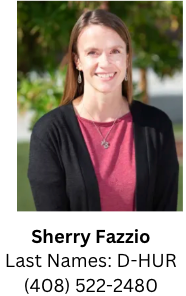 Sherry Fazzio
Last Names: D-HUR
(408) 522-2480